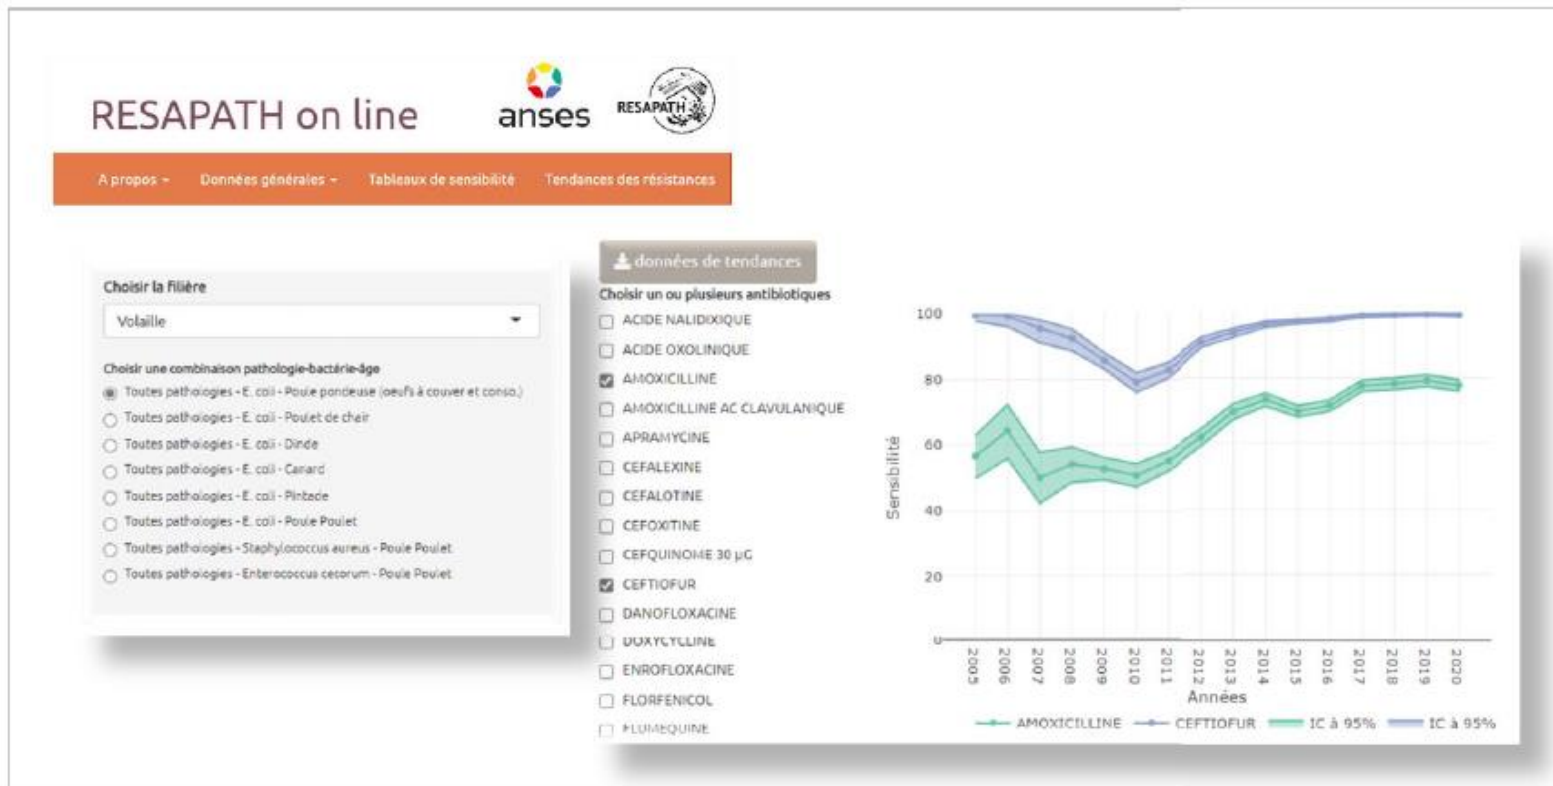 RESAPATH on line
anses
RESAPATH
A propos
Données générales
Tableaux de sensibilité
Tendances des résistances
Choisir la filière
Volaille
Choisir une combinaison pathologie-bactérie-âge
Toutes pathologies - E. coli - Poule pondeuse (oeufs à couver et conso.)
Toutes pathologies - E. coli - Poulet de chair
Toutes pathologies - E. coli - Dinde
Toutes pathologies - E. coli - Canard
Toutes pathologies - E. coli - Pintade
Toutes pathologies - E. coli - Poule Poulet
Toutes pathologies - Staphylococcus aureus - Poule Poulet
Toutes pathologies - Enterococcus cecorum - Poule Poulet
données de tendances
Choisir un ou plusieurs antibiotiques
ACIDE NALIDIXIQUE
ACIDE OXOLINIQUE
AMOXICILLINE
AMOXICILLINE AC CLAVULANIQUE
APRAMYCINE
CEFALEXINE
CEFALOTINE
CEFOXITINE
CEFQUINOME 30 µG
CEFTIOFUR
DANOFLOXACINE
DOXYCYCLINE
ENROFLOXACINE
FLORFENICOL
FLUMEQUINE
100
80
60
40
20
0
Sensibilité
2005
2006
2007
2008
2009
2010
2011
2012
2013
2014
2015
2016
2017
2018
2019
2020
Années
AMOXICILLINE
CEFTIOFUR
IC à 95%
IC à 95%